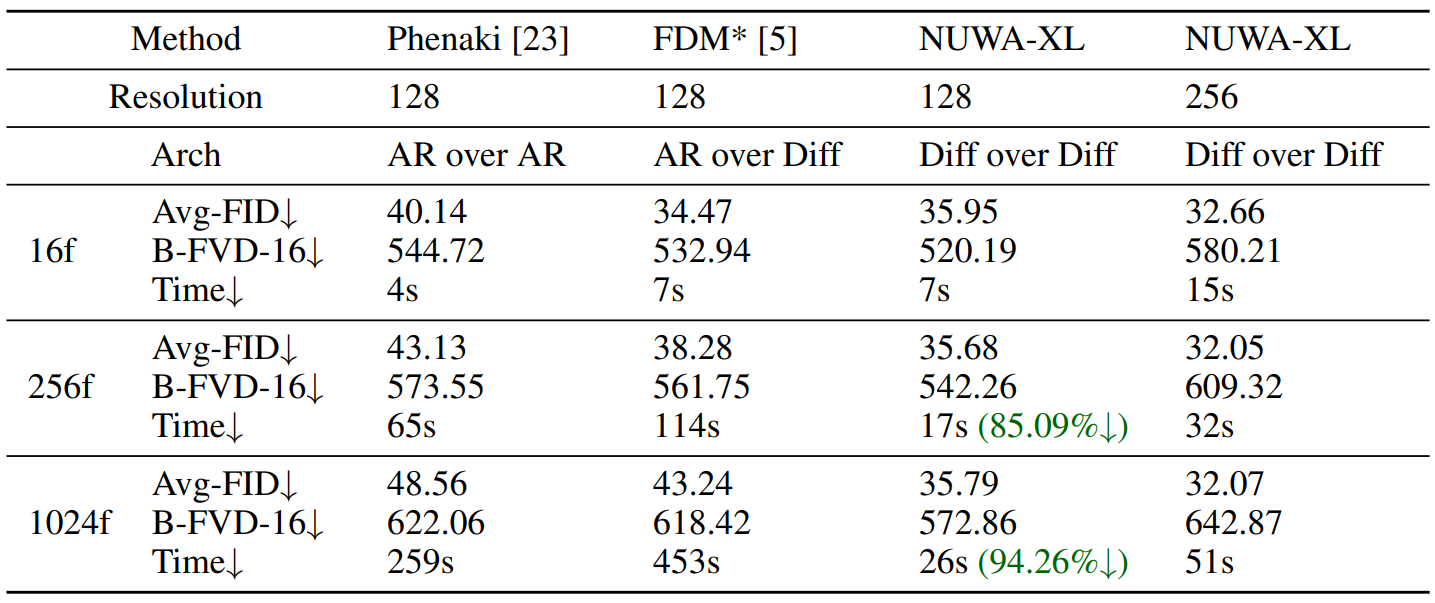 Method Phenaki [23] FDM* [5] NUWA-XL NUWA-XL
Resolution 128 128 128 256
Arch AR over AR AR over Diff Diff over Diff Diff over Diff
Avg-FID↓ 40.14 34.47 35.95 32.66
16f B-FVD-16↓ 544.72 532.94 520.19 580.21
Time↓ 4s 7s 7s 15s
Avg-FID↓ 43.13 38.28 35.68 32.05
256f B-FVD-16↓ 573.55 561.75 542.26 609.32
Time↓ 65s 114s 17s (85.09%↓) 32s
Avg-FID↓ 48.56 43.24 35.79 32.07
1024f B-FVD-16↓ 622.06 618.42 572.86 642.87
Time↓ 259s 453s 26s (94.26%↓) 51s